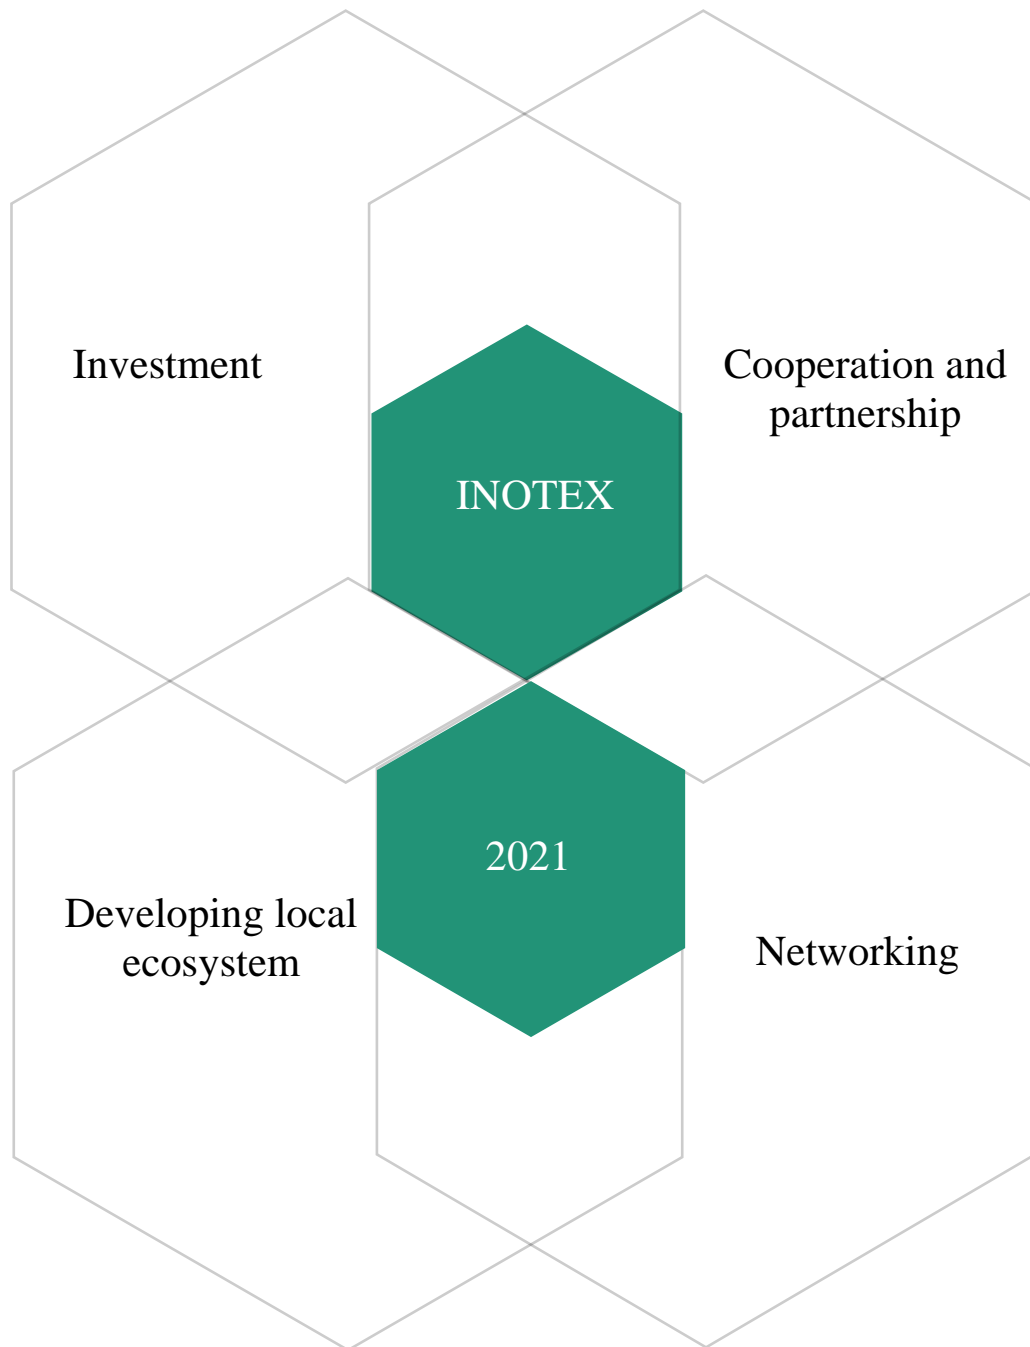 Investment
Cooperation and
partnership
INOTEX
2021
Developing local
ecosystem
Networking